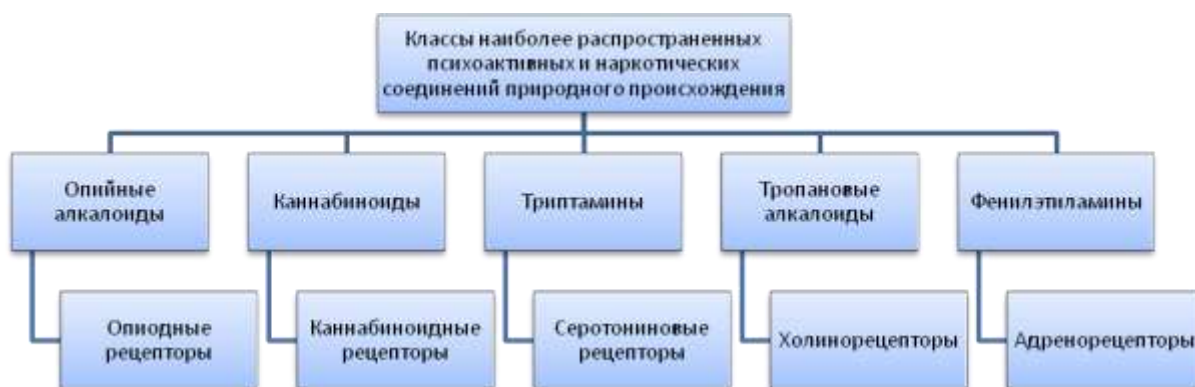 Классы наиболее распространенных
психоактивных и наркотических
соединений природного происхождения
Опийные
алкалоиды
Каннабиноиды
Триптамины
Тропановые
алкалоиды
Фенилэтиламины
Опиодные
рецепторы
Каннабиноидные
рецепторы
Серотониновые
рецепторы
Холинорецепторы
Адренорецепторы